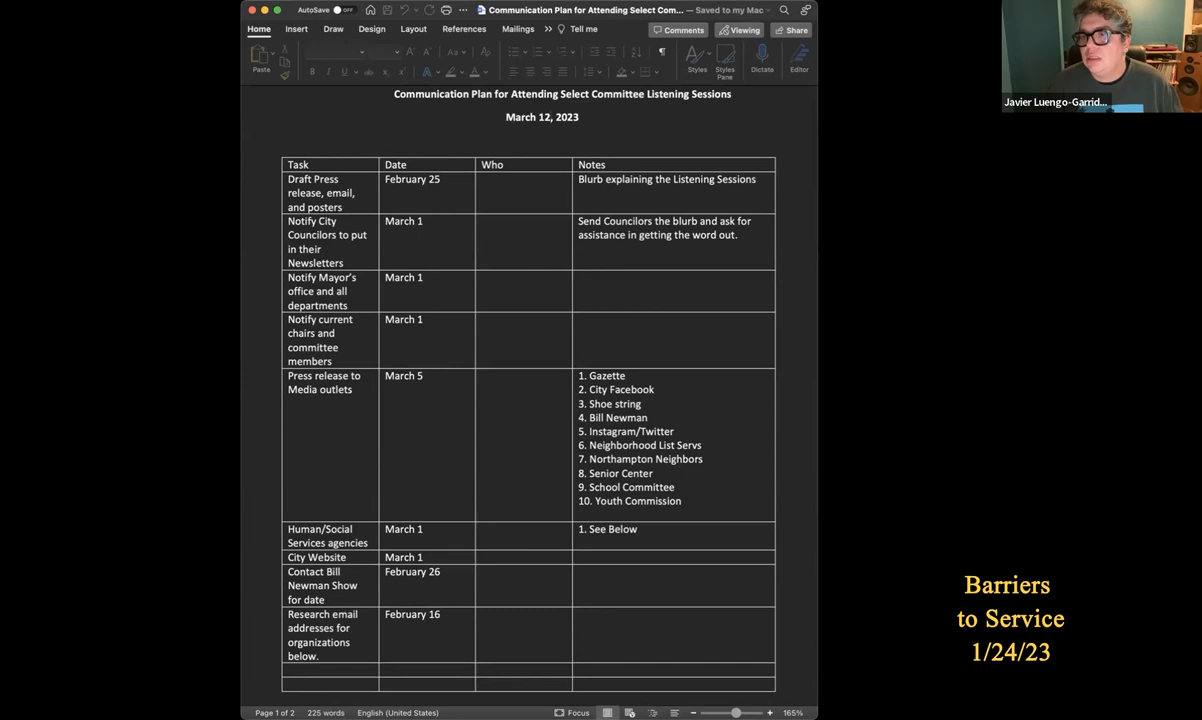 AutoSave OFF
Communication Plan for Attending Select Com... — Saved to my Mac
Home Insert Draw Design Layout References Mailings Tell me
Comments Viewing Share
Paste
Styles Styles Pane Dictate Editor
Communication Plan for Attending Select Committee Listening Sessions
March 12, 2023
Task Date Who Notes
Draft Press February 25 Blurb explaining the Listening Sessions
release, email,
and posters
Notify City March 1 Send Councilors the blurb and ask for
Councilors to put assistance in getting the word out.
in their
Newsletters
Notify Mayor's March 1
office and all
departments
Notify current March 1
chairs and
committee
members
Press release to March 5 1. Gazette
Media outlets 2. City Facebook
3. Shoe string
4. Bill Newman
5. Instagram/Twitter
6. Neighborhood List Servs
7. Northampton Neighbors
8. Senior Center
9. School Committee
10. Youth Commission
Human/Social March 1 1. See Below
Services agencies
City Website March 1
Contact Bill February 26
Newman Show
for date
Research email February 16
addresses for
organizations
below.
Page 1 of 2 225 words English (United States) Focus 165%
Javier Luengo-Garrid...
Barriers
to Service
1/24/23